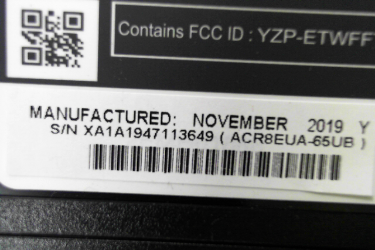 Contains FCC ID : YZP-ETWFF
MANUFACTURED: NOVEMBER 2019 Y
S/N XA1A1947113649 ( ACR8EUA-65UB )